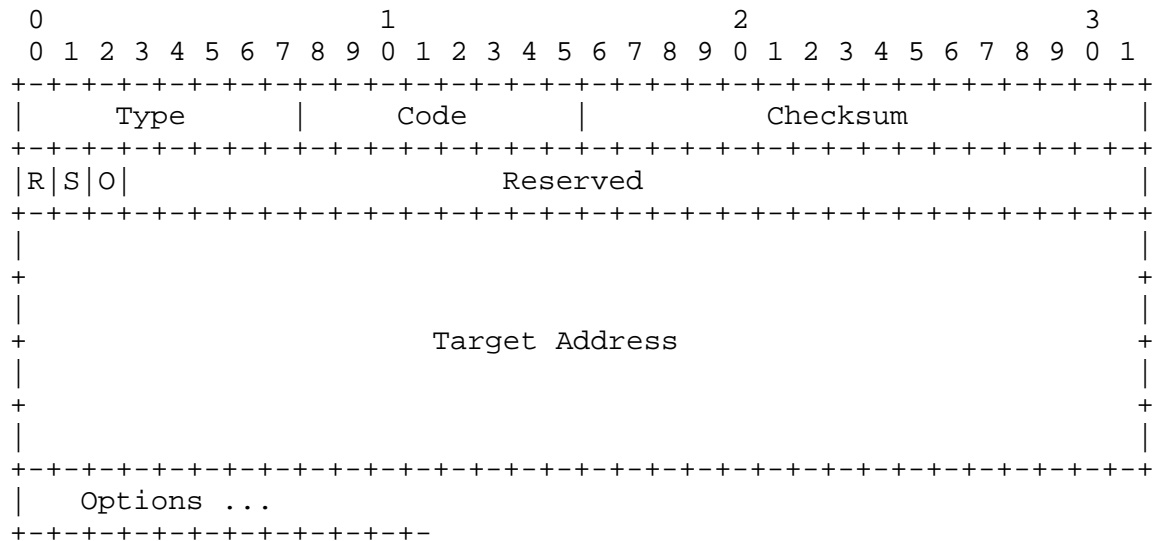 0                   1                   2                   3
 0 1 2 3 4 5 6 7 8 9 0 1 2 3 4 5 6 7 8 9 0 1 2 3 4 5 6 7 8 9 0 1
+-+-+-+-+-+-+-+-+-+-+-+-+-+-+-+-+-+-+-+-+-+-+-+-+-+-+-+-+-+-+-+-+
|     Type      |     Code      |          Checksum             |
+-+-+-+-+-+-+-+-+-+-+-+-+-+-+-+-+-+-+-+-+-+-+-+-+-+-+-+-+-+-+-+-+
|R|S|O|                     Reserved                            |
+-+-+-+-+-+-+-+-+-+-+-+-+-+-+-+-+-+-+-+-+-+-+-+-+-+-+-+-+-+-+-+-+
|                                                               |
+                                                               +
|                                                               |
+                       Target Address                          +
|                                                               |
+                                                               +
|                                                               |
+-+-+-+-+-+-+-+-+-+-+-+-+-+-+-+-+-+-+-+-+-+-+-+-+-+-+-+-+-+-+-+-+
|   Options ...
+-+-+-+-+-+-+-+-+-+-+-+-